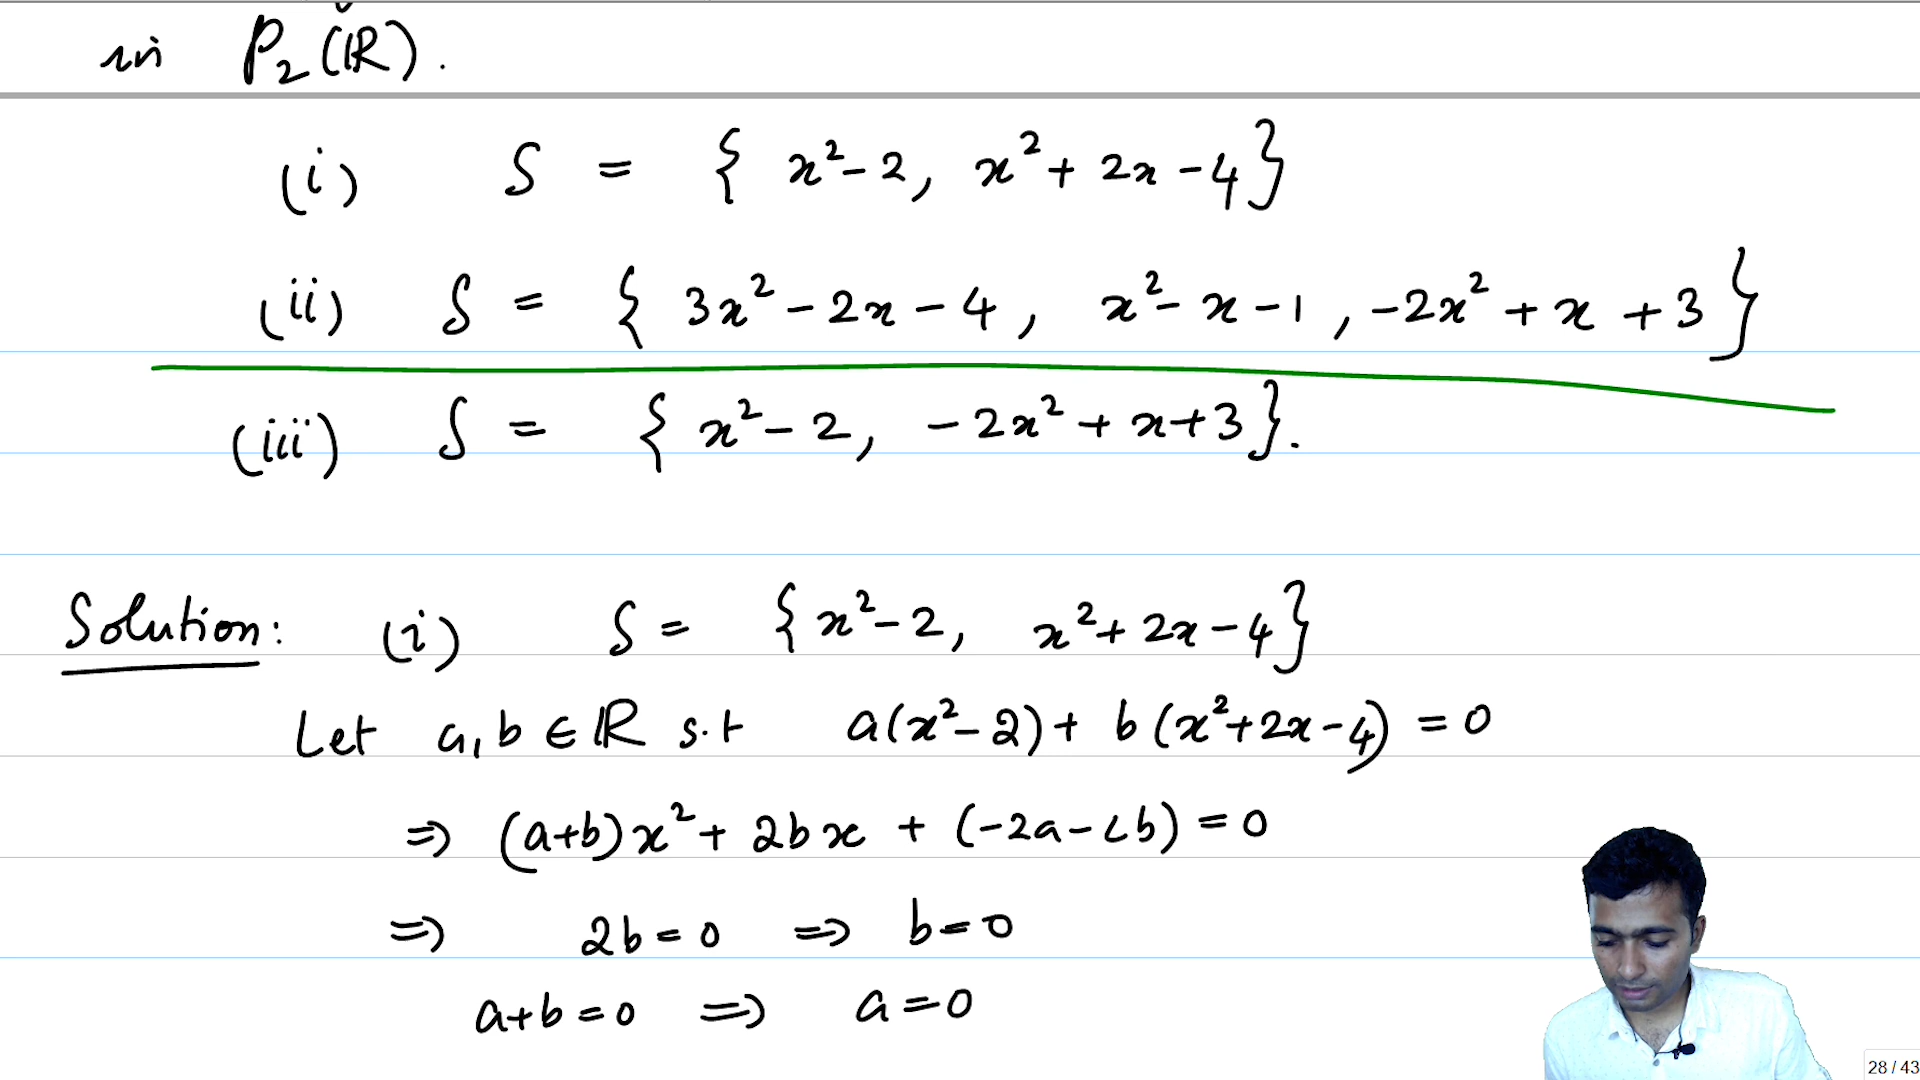 in P₂(ℝ).
(i) S = { x²-2, x²+2x-4}
(ii) S = { 3x²-2x-4, x²-x-1, -2x²+x+3}
(iii) S = { x²-2, -2x²+x+3}.
Solution: (i) S = { x²-2, x²+2x-4}
Let a,b ∈ ℝ s.t a(x²-2)+ b(x²+2x-4) = 0
⇒ (a+b)x²+ 2bx + (-2a-4b) = 0
⇒ 2b=0 ⇒ b=0
a+b=0 ⇒ a=0
28 / 43